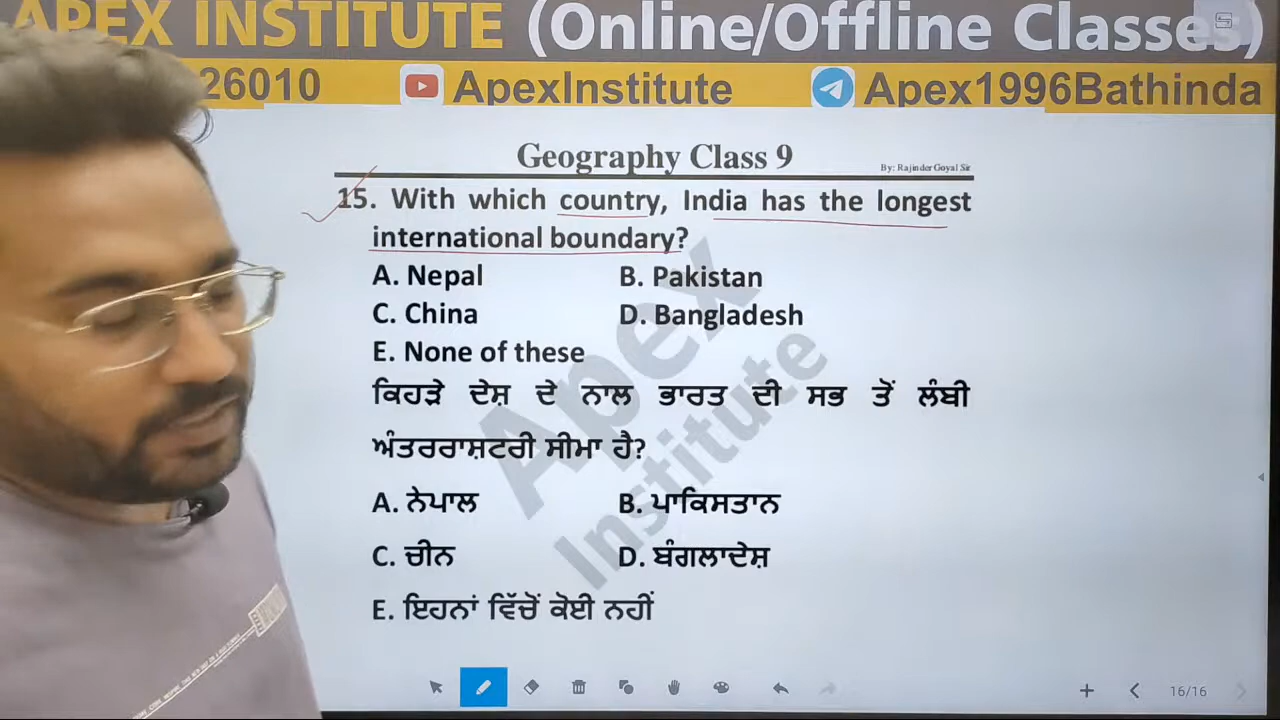 APEX INSTITUTE (Online/Offline Classes)
26010 ApexInstitute Apex1996Bathinda
Geography Class 9
By: Rajinder Goyal Sir
15. With which country, India has the longest
international boundary?
A. Nepal B. Pakistan
C. China D. Bangladesh
E. None of these
ਕਿਹੜੇ ਦੇਸ਼ ਦੇ ਨਾਲ ਭਾਰਤ ਦੀ ਸਭ ਤੋਂ ਲੰਬੀ
ਅੰਤਰਰਾਸ਼ਟਰੀ ਸੀਮਾ ਹੈ?
A. ਨੇਪਾਲ B. ਪਾਕਿਸਤਾਨ
C. ਚੀਨ D. ਬੰਗਲਾਦੇਸ਼
E. ਇਹਨਾਂ ਵਿੱਚੋਂ ਕੋਈ ਨਹੀਂ
Apex
Institute
16/16